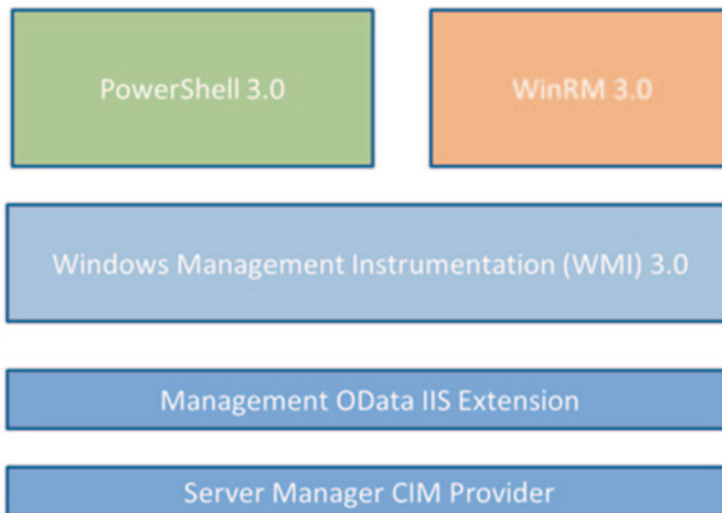 PowerShell 3.0
WinRM 3.0
Windows Management Instrumentation (WMI) 3.0
Management OData IIS Extension
Server Manager CIM Provider